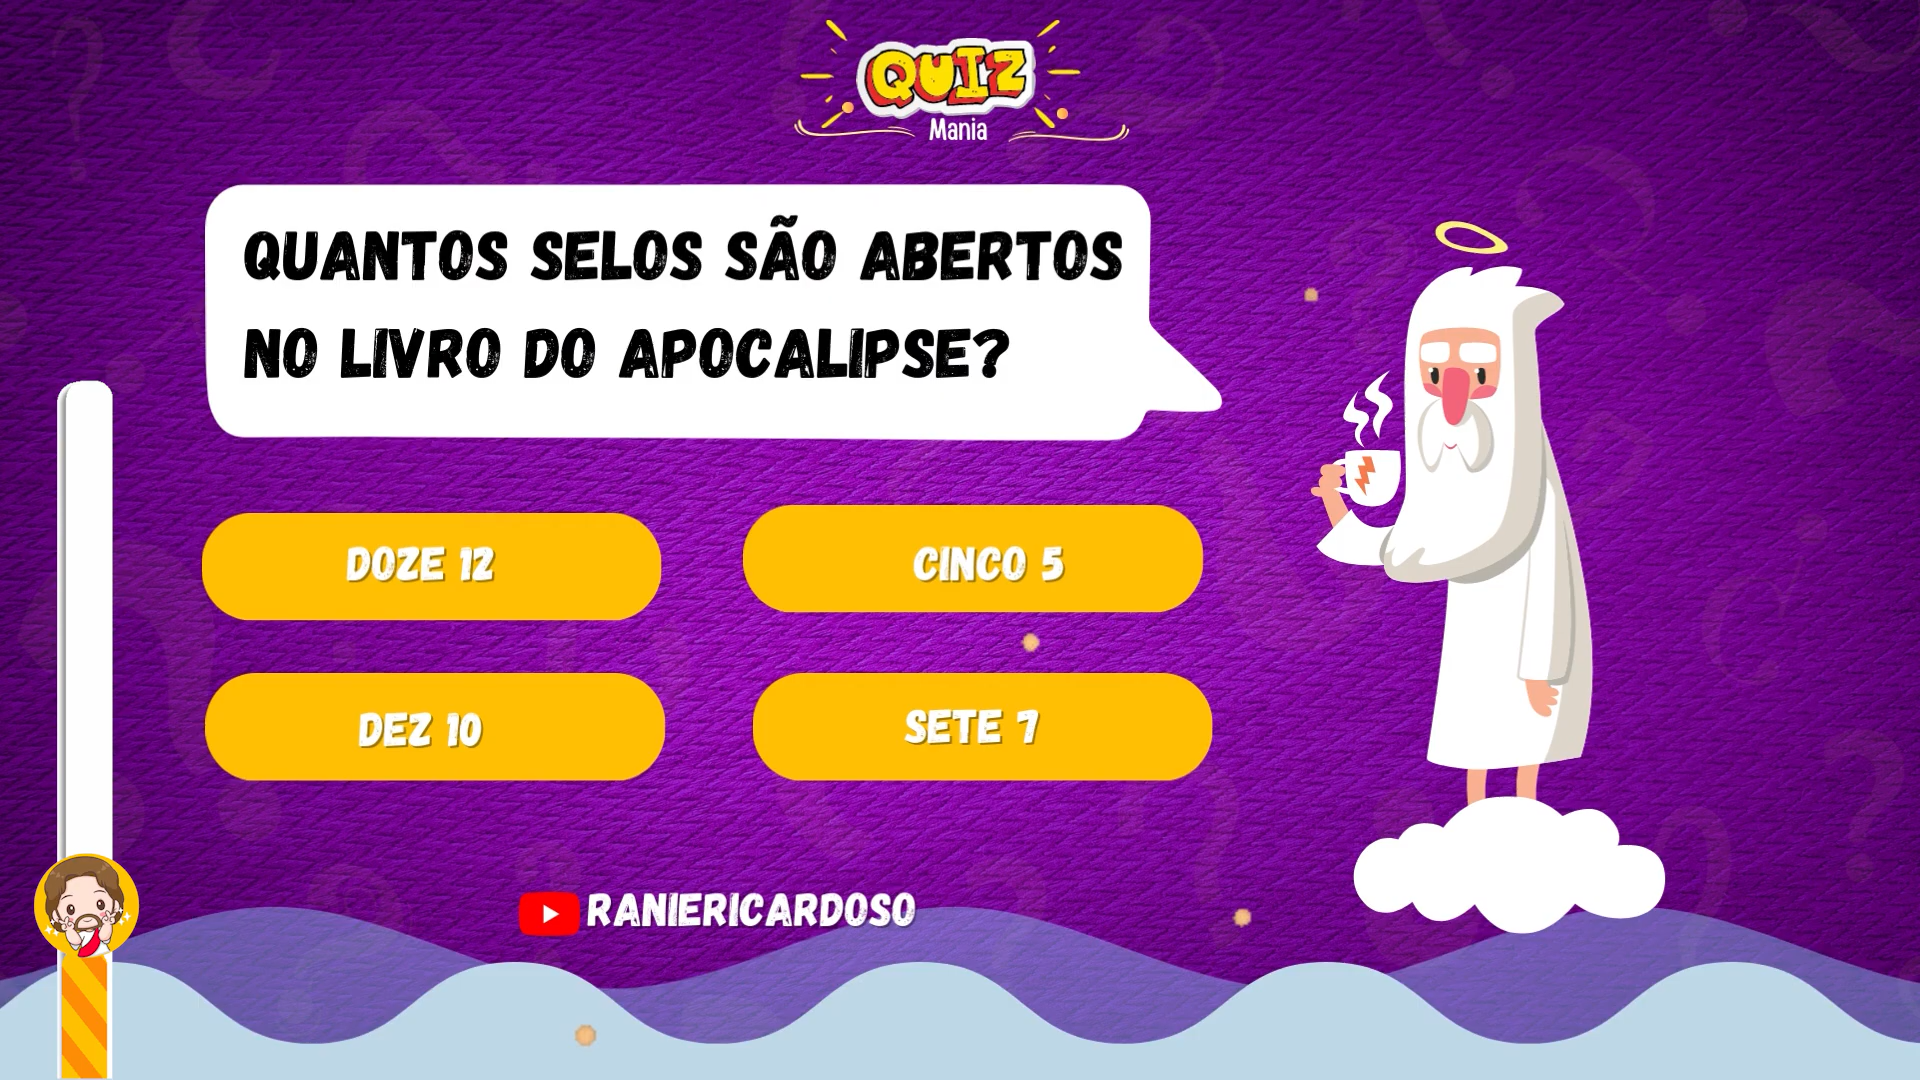 QUIZ
Mania
QUANTOS SELOS SÃO ABERTOS
NO LIVRO DO APOCALIPSE?
DOZE 12
CINCO 5
DEZ 10
SETE 7
RANIERICARDOSO